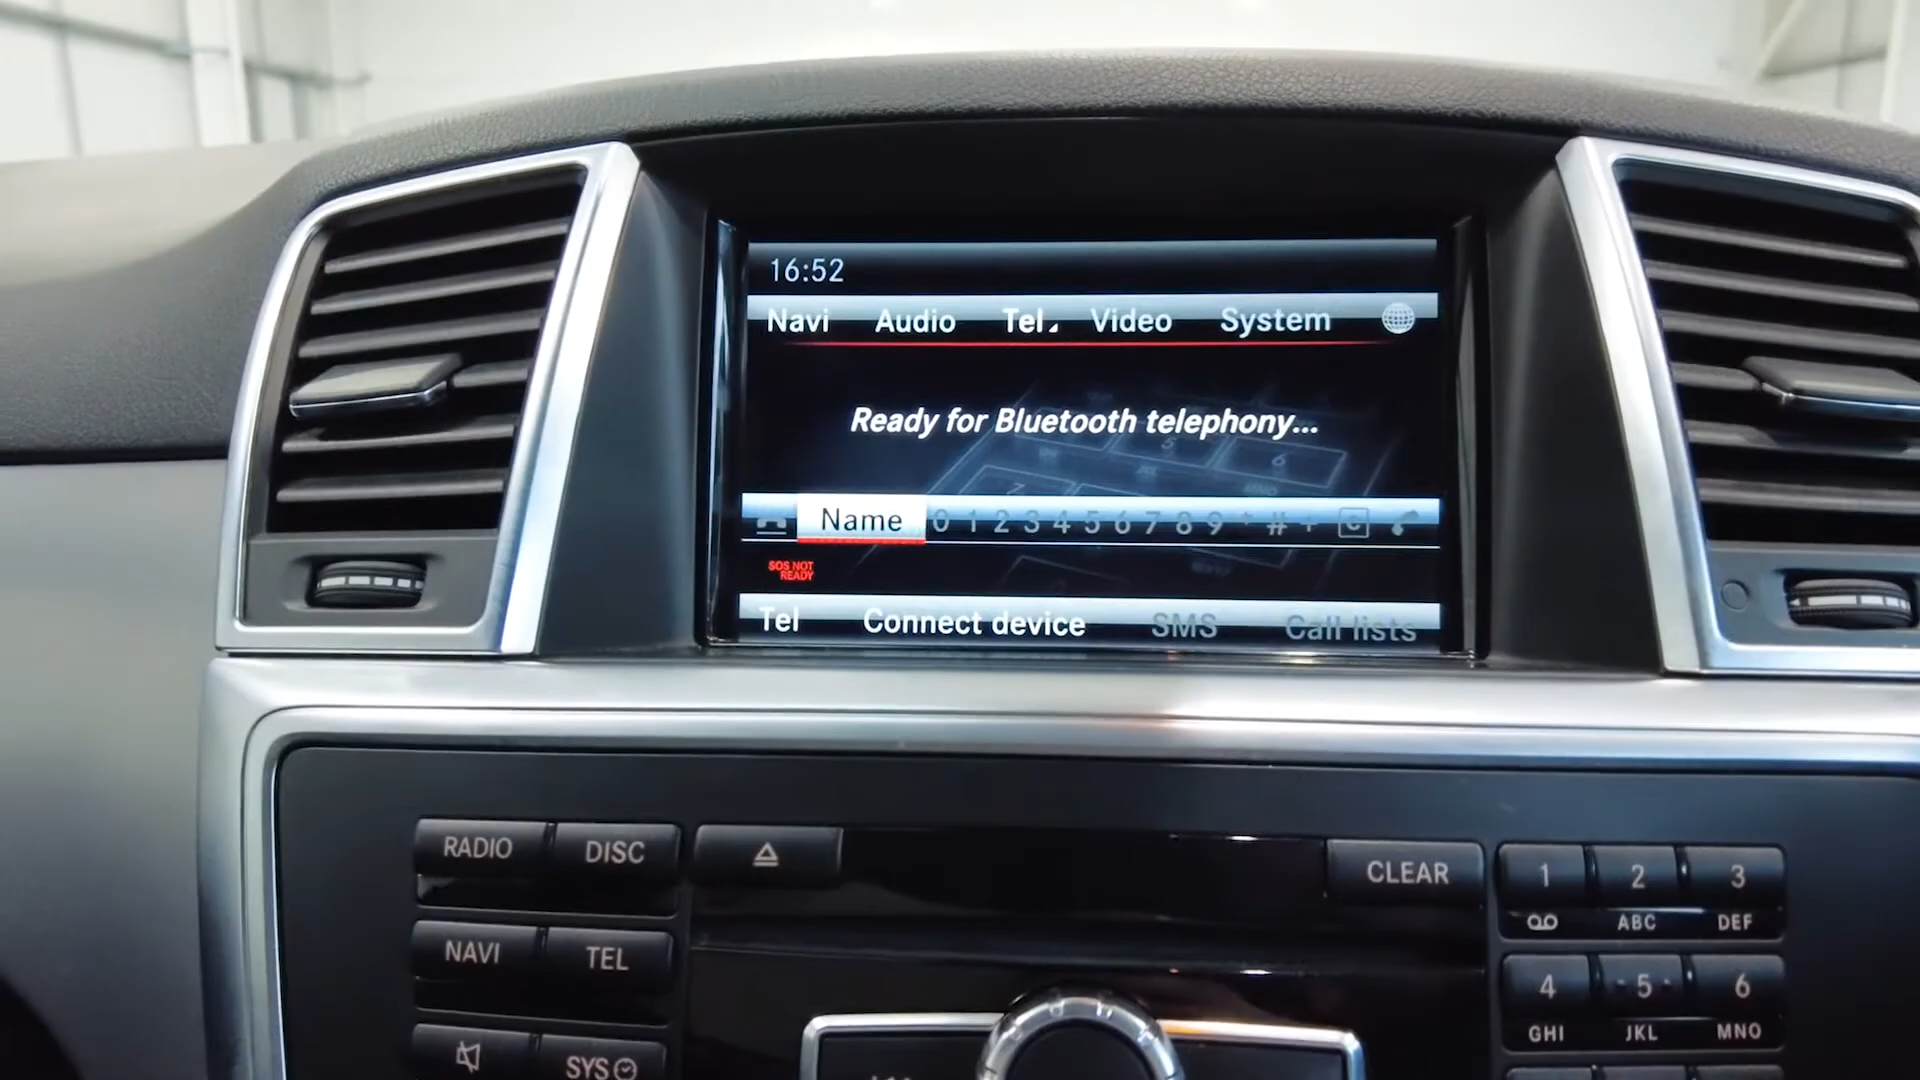 16:52
Navi Audio Tel Video System
Ready for Bluetooth telephony...
Name 0 1 2 3 4 5 6 7 8 9 * # + C
SOS NOT
READY
Tel Connect device SMS Call lists
RADIO DISC CLEAR 1 2 3
ABC DEF
NAVI TEL 4 5 6
GHI JKL MNO
SYS